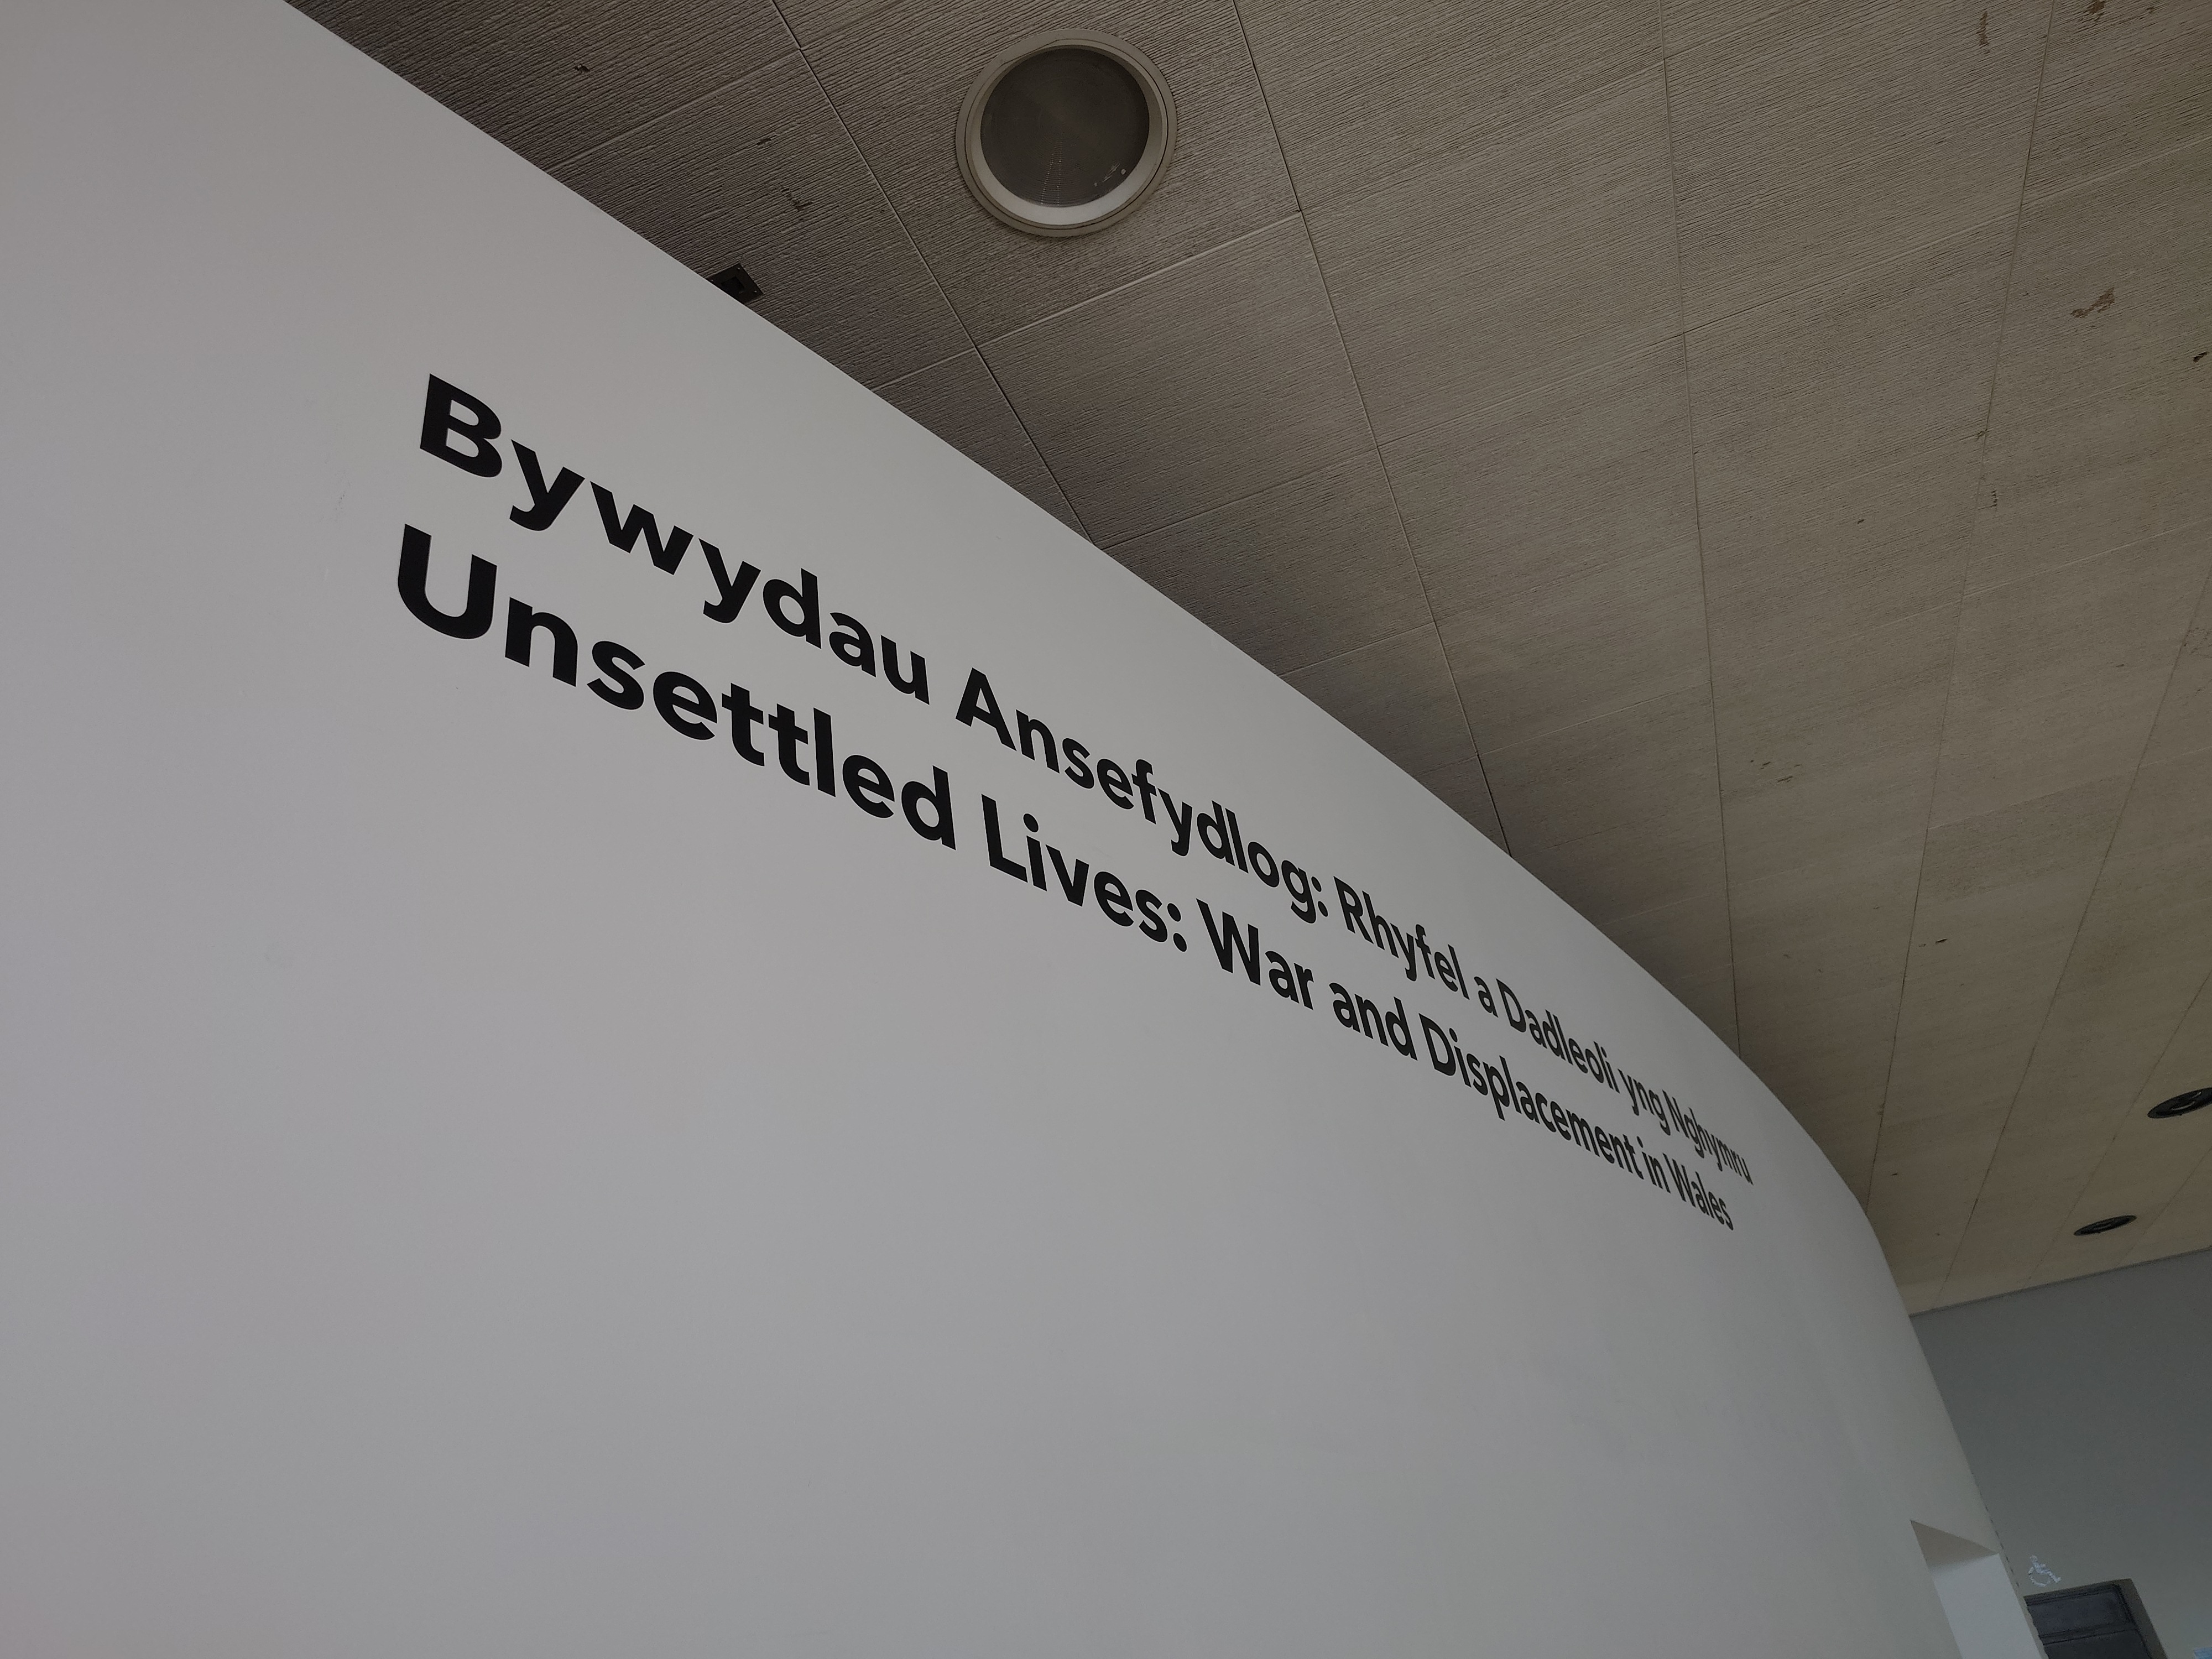 Bywydau Ansefydlog: Rhyfel a Dadleoli yng Nghymru
Unsettled Lives: War and Displacement in Wales